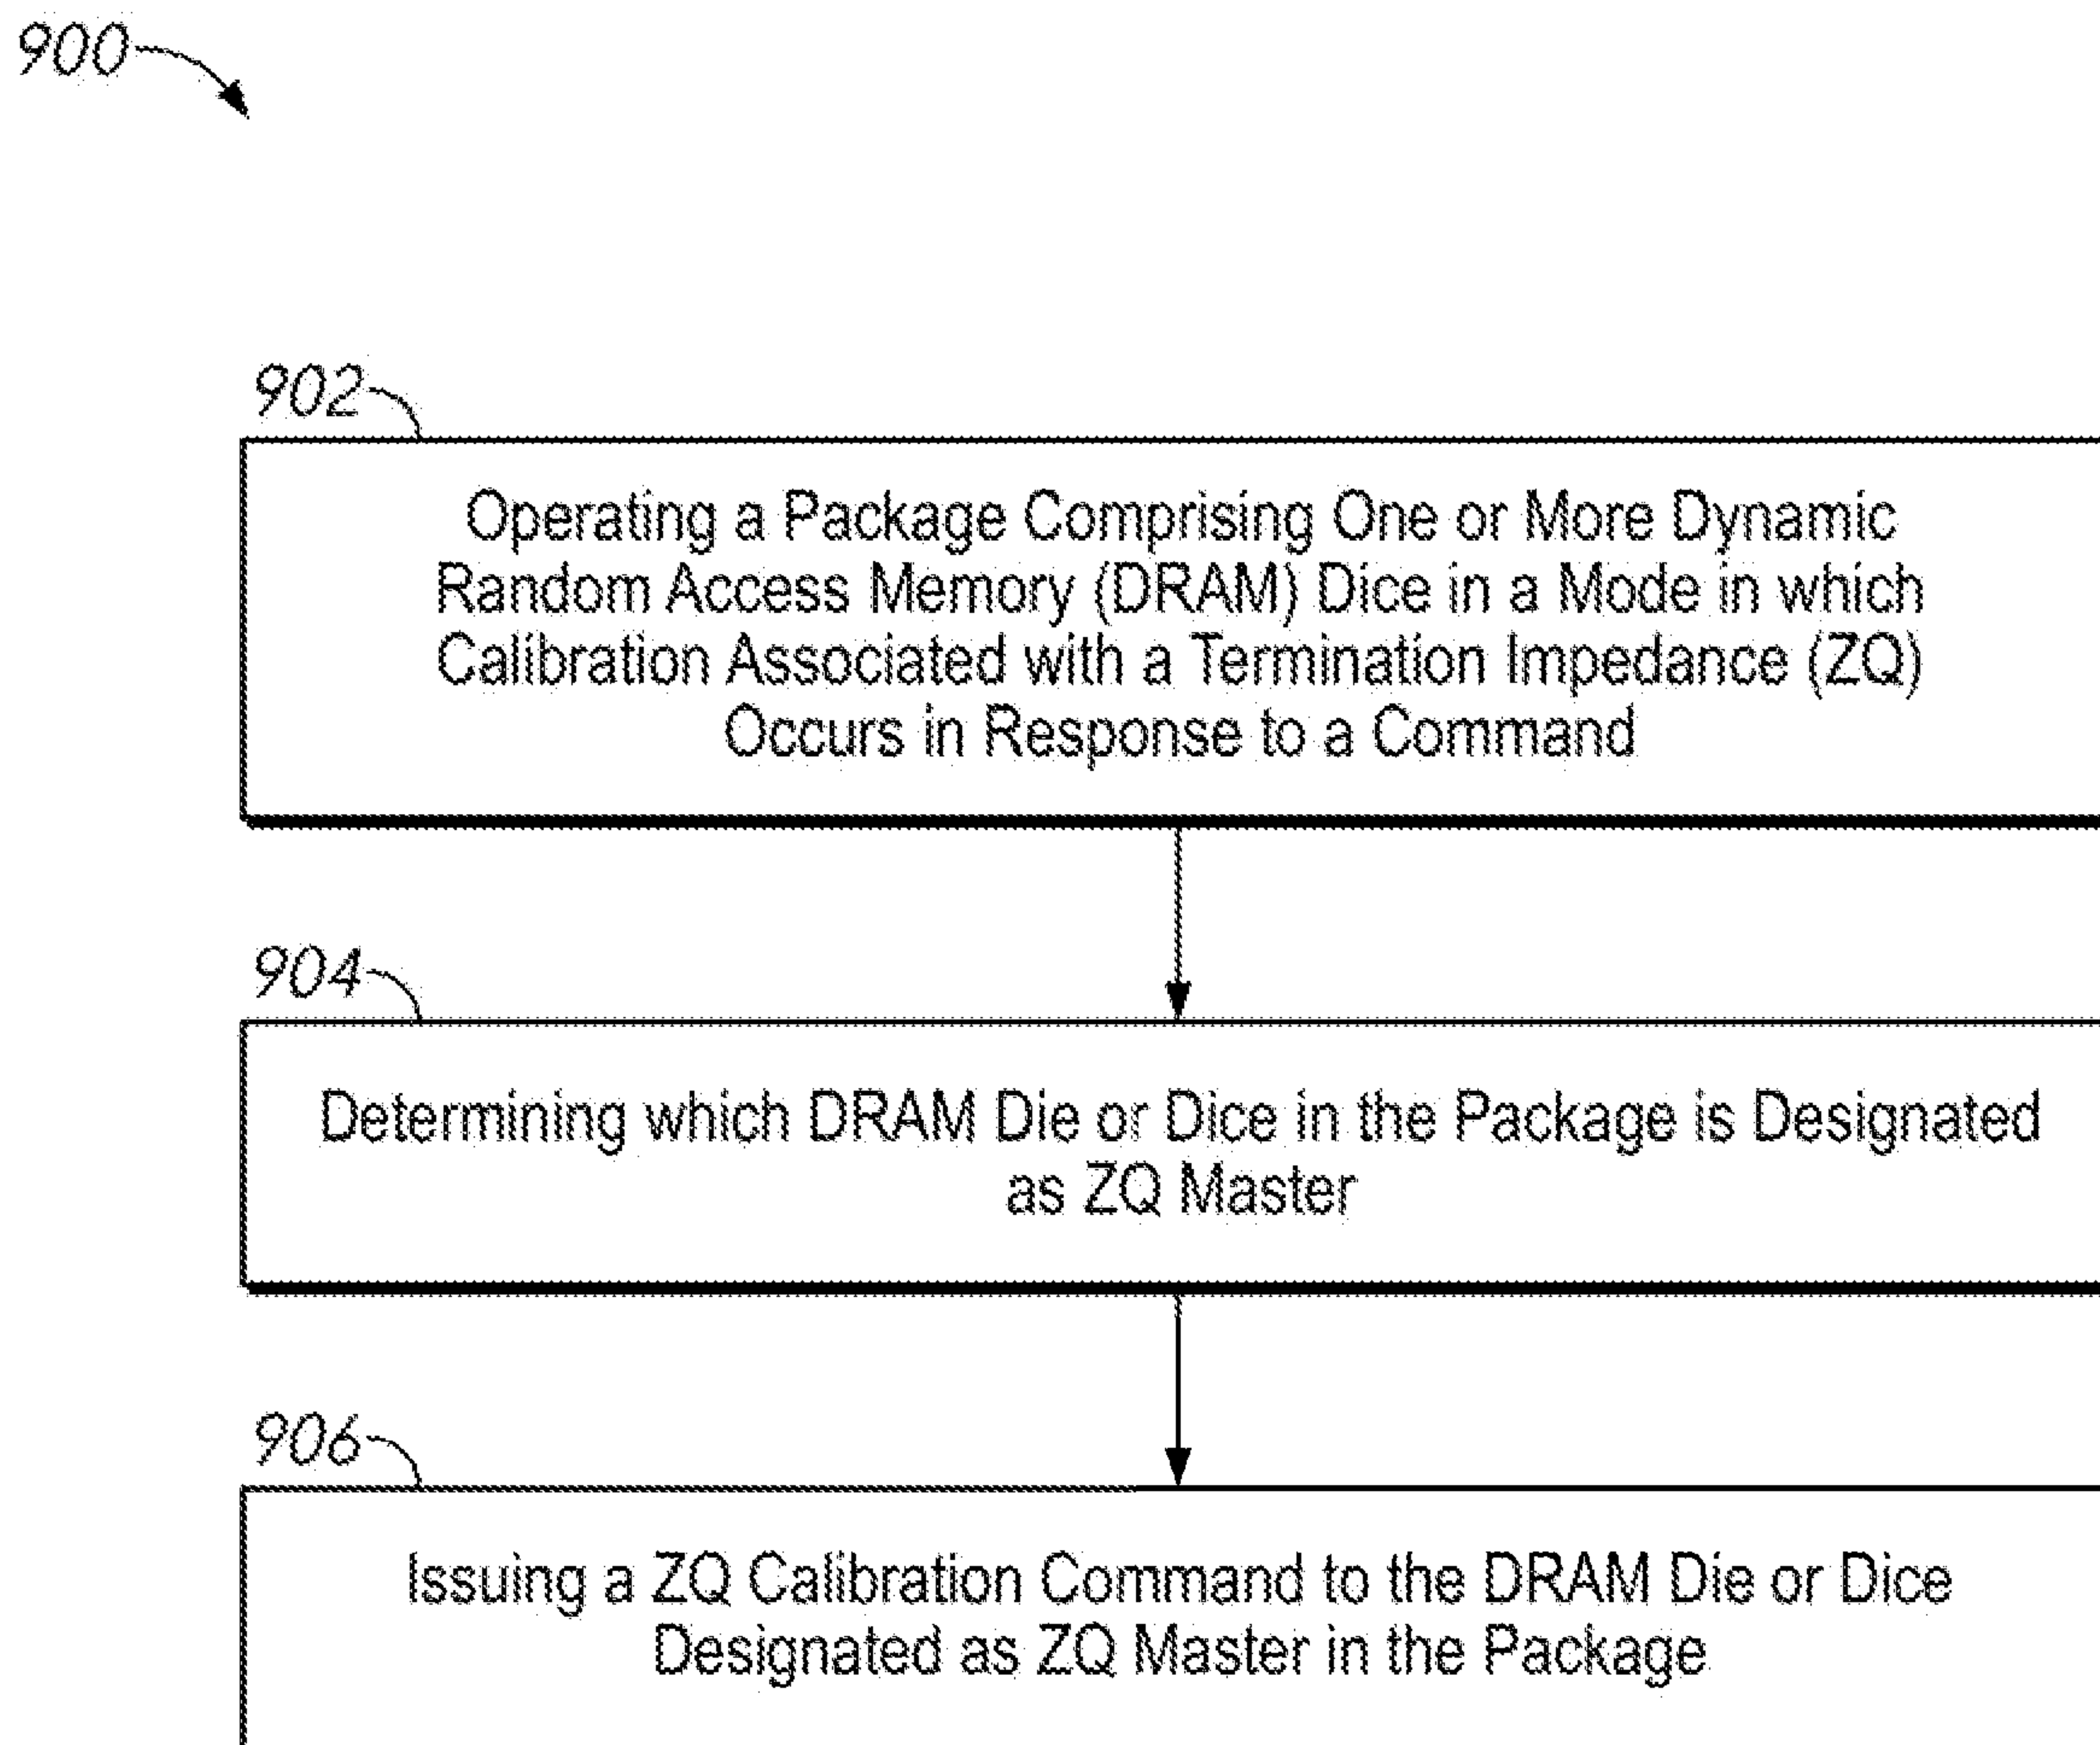 900
902
Operating a Package Comprising One or More Dynamic
Random Access Memory (DRAM) Dice in a Mode in which
Calibration Associated with a Termination Impedance (ZQ)
Occurs in Response to a Command
904
Determining which DRAM Die or Dice in the Package is Designated
as ZQ Master
906
Issuing a ZQ Calibration Command to the DRAM Die or Dice
Designated as ZQ Master in the Package